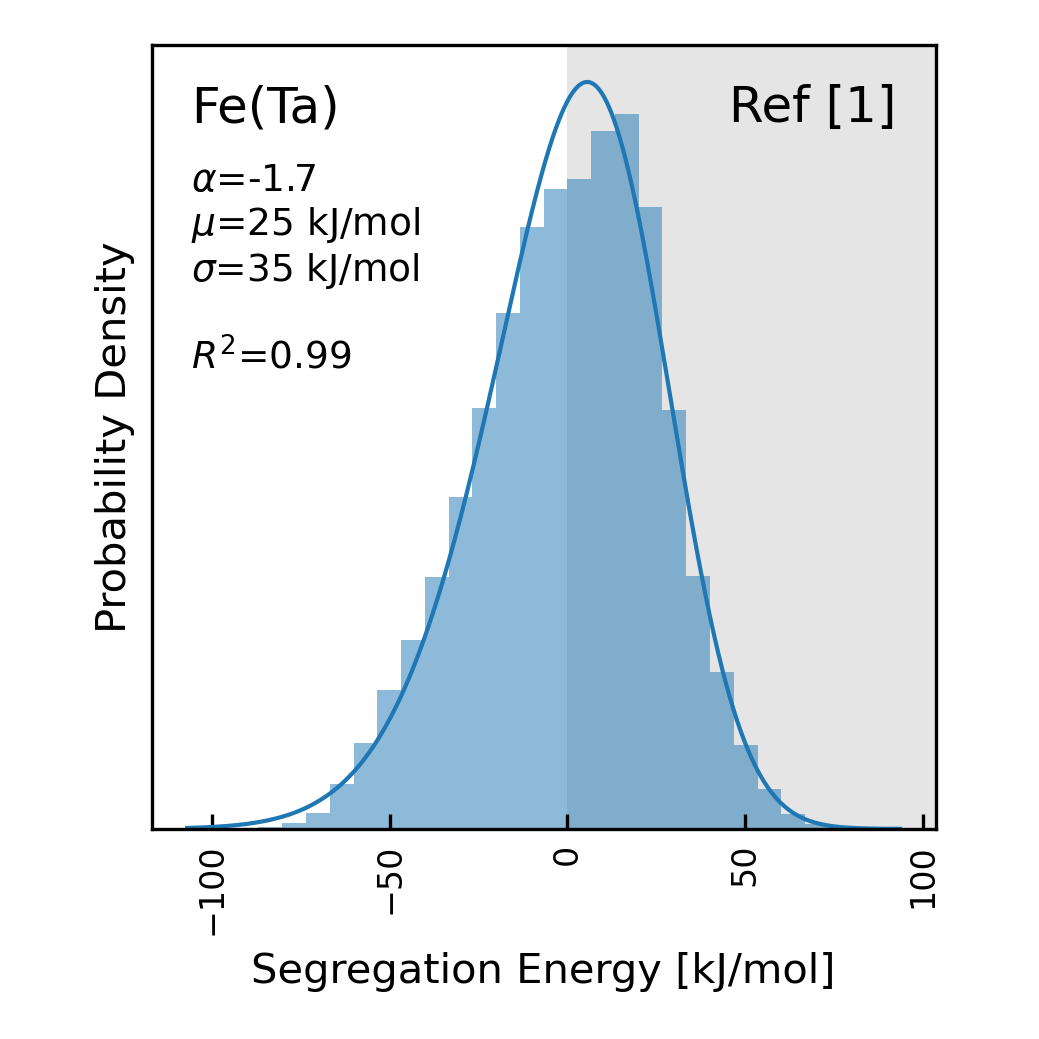 Fe(Ta)
Ref [1]
α=-1.7
μ=25 kJ/mol
σ=35 kJ/mol
R²=0.99
Probability Density
−100
−50
0
50
100
Segregation Energy [kJ/mol]